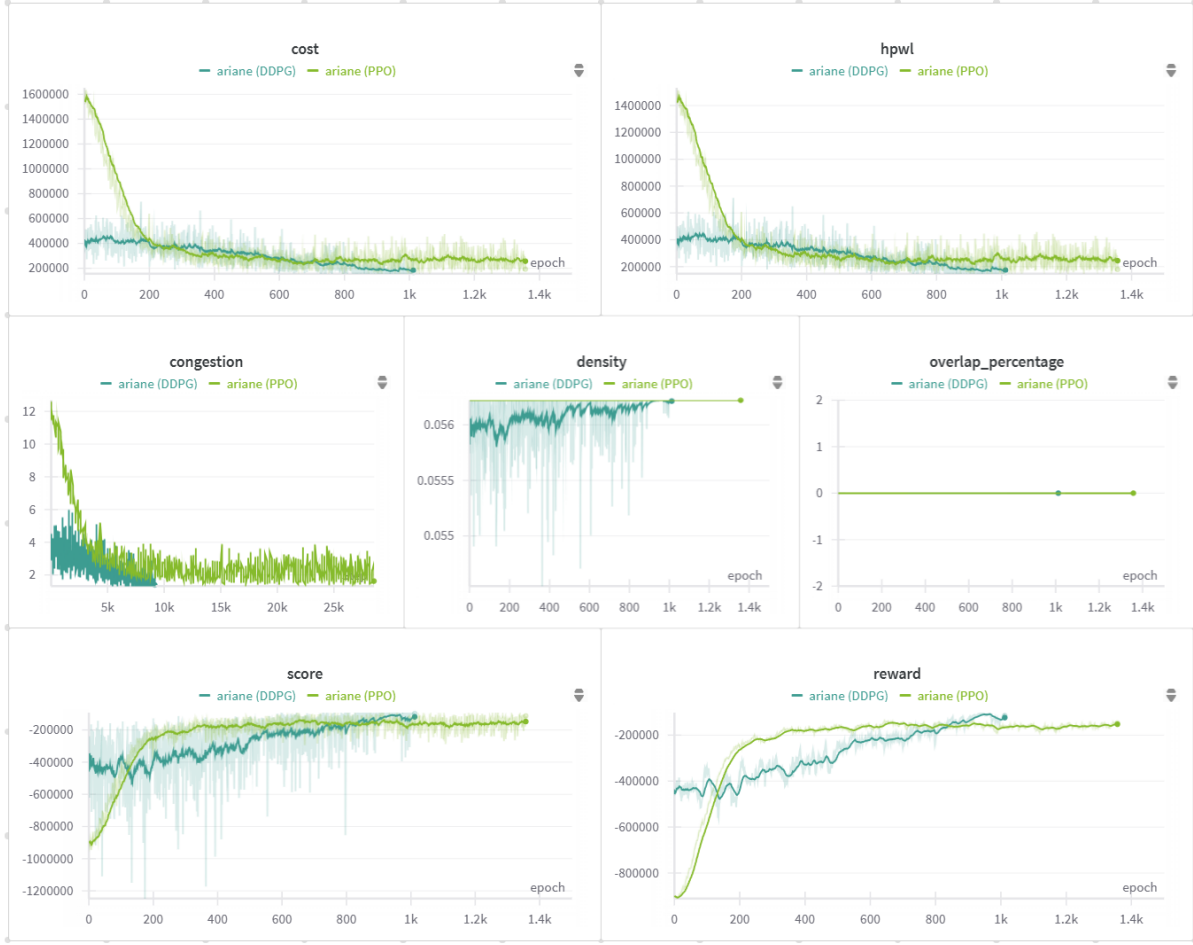 cost
ariane (DDPG) ariane (PPO)
1600000
1400000
1200000
1000000
800000
600000
400000
200000
epoch
0 200 400 600 800 1k 1.2k 1.4k
hpwl
ariane (DDPG) ariane (PPO)
1400000
1200000
1000000
800000
600000
400000
200000
epoch
0 200 400 600 800 1k 1.2k 1.4k
congestion
ariane (DDPG) ariane (PPO)
12
10
8
6
4
2
5k 10k 15k 20k 25k
density
ariane (DDPG) ariane (PPO)
0.056
0.0555
0.055
epoch
0 200 400 600 800 1k 1.2k 1.4k
overlap_percentage
ariane (DDPG) ariane (PPO)
2
1
0
-1
-2
epoch
0 200 400 600 800 1k 1.2k 1.4k
score
ariane (DDPG) ariane (PPO)
-200000
-400000
-600000
-800000
-1000000
-1200000
epoch
0 200 400 600 800 1k 1.2k 1.4k
reward
ariane (DDPG) ariane (PPO)
-200000
-400000
-600000
-800000
epoch
0 200 400 600 800 1k 1.2k 1.4k